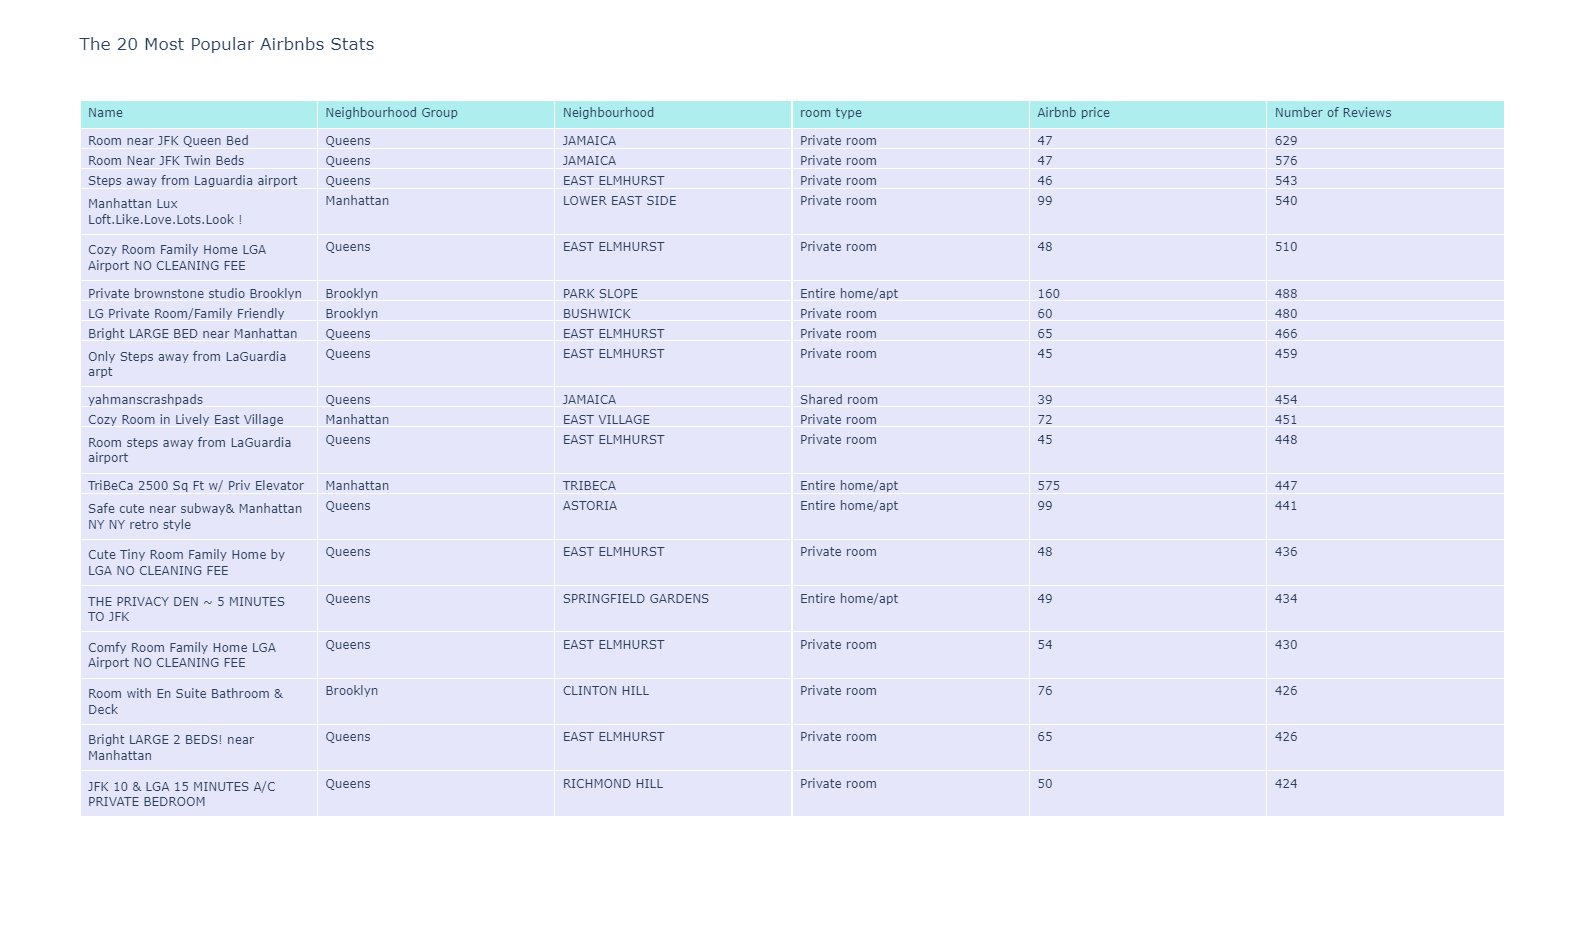 The 20 Most Popular Airbnbs Stats
Name Neighbourhood Group Neighbourhood room type Airbnb price Number of Reviews
Room near JFK Queen Bed Queens JAMAICA Private room 47 629
Room Near JFK Twin Beds Queens JAMAICA Private room 47 576
Steps away from Laguardia airport Queens EAST ELMHURST Private room 46 543
Manhattan Lux Manhattan LOWER EAST SIDE Private room 99 540
Loft.Like.Love.Lots.Look !
Cozy Room Family Home LGA Queens EAST ELMHURST Private room 48 510
Airport NO CLEANING FEE
Private brownstone studio Brooklyn Brooklyn PARK SLOPE Entire home/apt 160 488
LG Private Room/Family Friendly Brooklyn BUSHWICK Private room 60 480
Bright LARGE BED near Manhattan Queens EAST ELMHURST Private room 65 466
Only Steps away from LaGuardia Queens EAST ELMHURST Private room 45 459
arpt
yahmanscrashpads Queens JAMAICA Shared room 39 454
Cozy Room in Lively East Village Manhattan EAST VILLAGE Private room 72 451
Room steps away from LaGuardia Queens EAST ELMHURST Private room 45 448
airport
TriBeCa 2500 Sq Ft w/ Priv Elevator Manhattan TRIBECA Entire home/apt 575 447
Safe cute near subway& Manhattan Queens ASTORIA Entire home/apt 99 441
NY NY retro style
Cute Tiny Room Family Home by Queens EAST ELMHURST Private room 48 436
LGA NO CLEANING FEE
THE PRIVACY DEN ~ 5 MINUTES Queens SPRINGFIELD GARDENS Entire home/apt 49 434
TO JFK
Comfy Room Family Home LGA Queens EAST ELMHURST Private room 54 430
Airport NO CLEANING FEE
Room with En Suite Bathroom & Brooklyn CLINTON HILL Private room 76 426
Deck
Bright LARGE 2 BEDS! near Queens EAST ELMHURST Private room 65 426
Manhattan
JFK 10 & LGA 15 MINUTES A/C Queens RICHMOND HILL Private room 50 424
PRIVATE BEDROOM